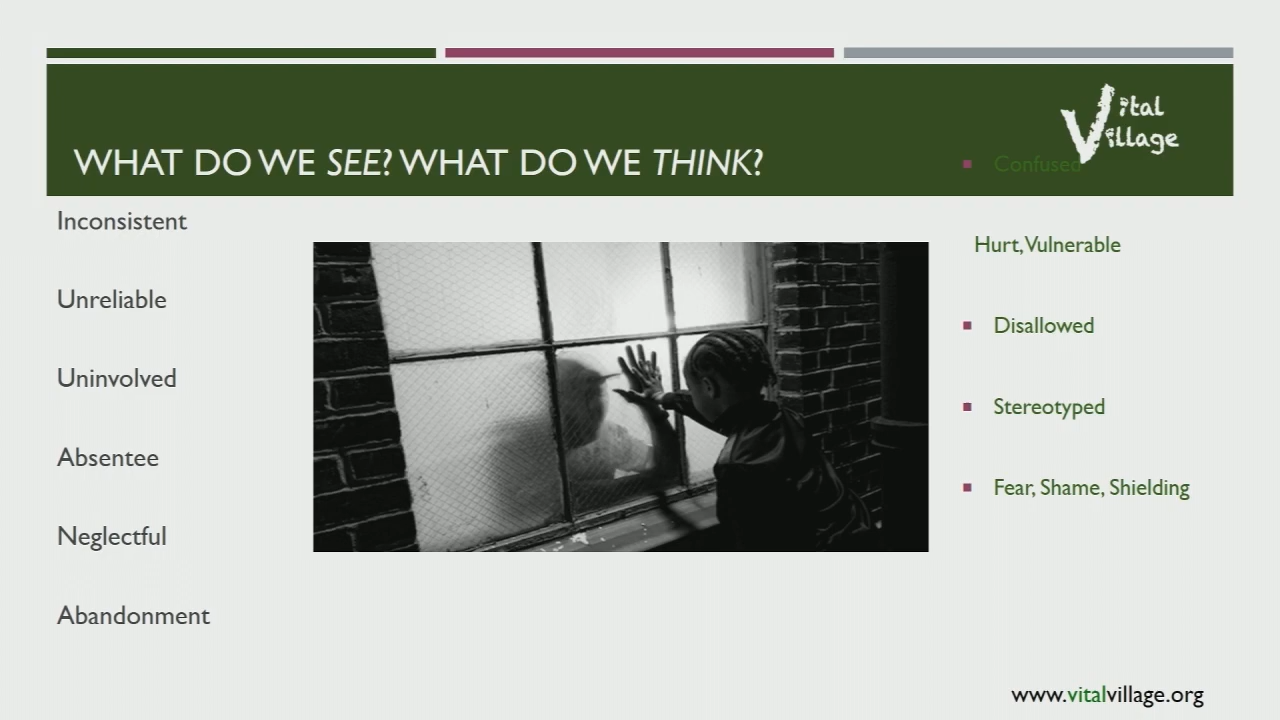 Vital
Village
WHAT DO WE SEE? WHAT DO WE THINK?
Inconsistent
Unreliable
Uninvolved
Absentee
Neglectful
Abandonment
▪ Confused
Hurt, Vulnerable
▪ Disallowed
▪ Stereotyped
▪ Fear, Shame, Shielding
www.vitalvillage.org